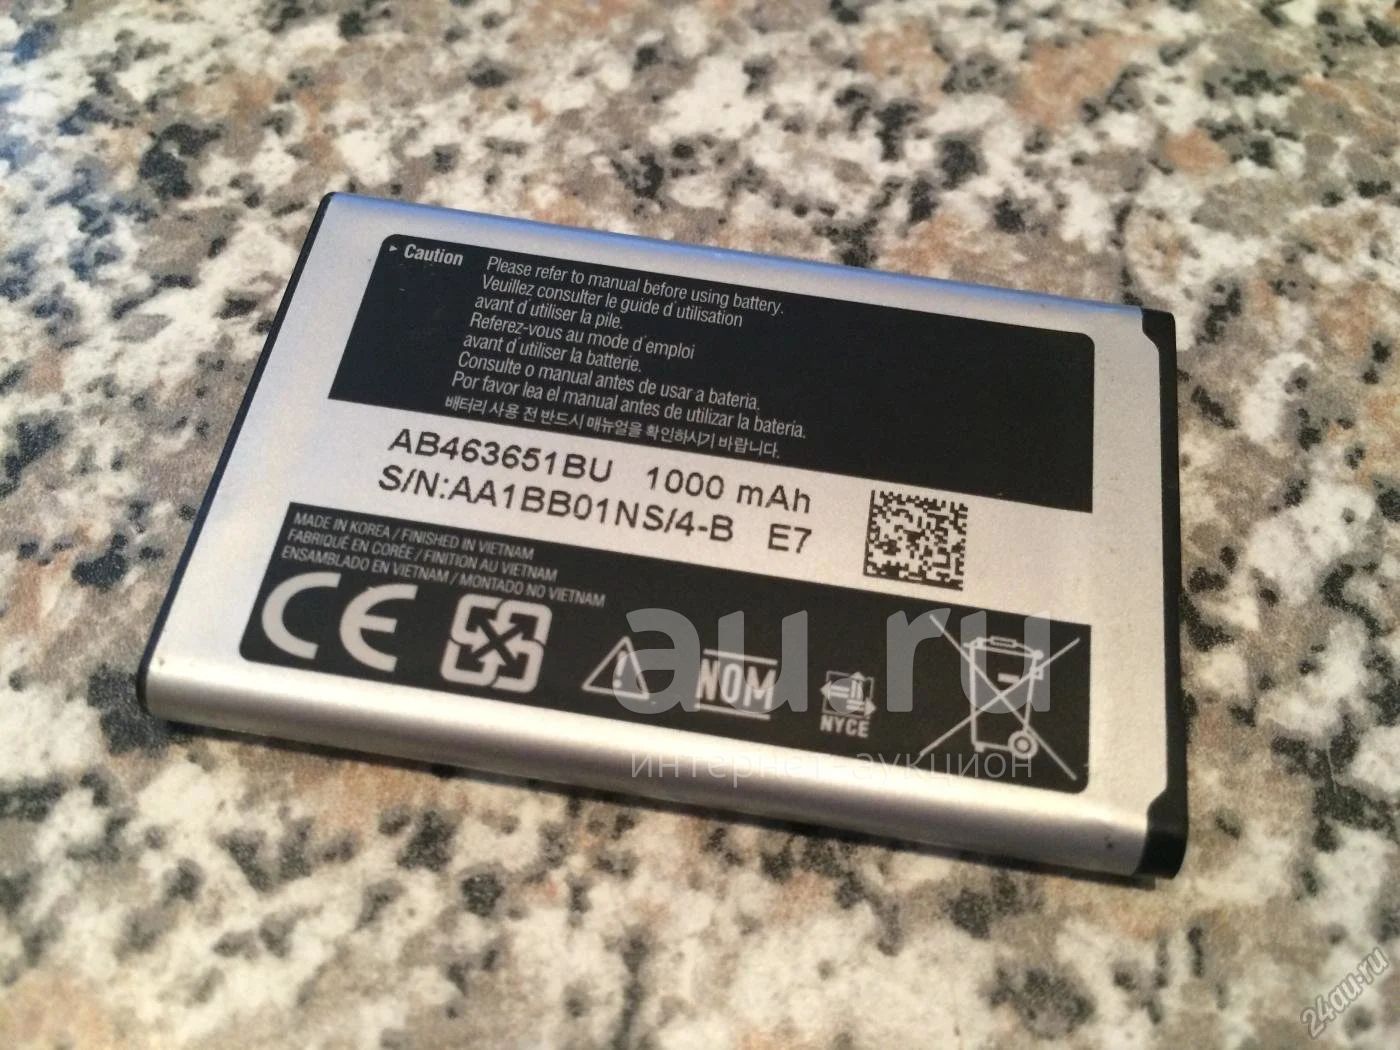 ▸ Caution
Please refer to manual before using battery.
Veuillez consulter le guide d'utilisation
avant d'utiliser la pile.
Referez-vous au mode d'emploi
avant d'utiliser la batterie.
Consulte o manual antes de usar a bateria.
Por favor lea el manual antes de utilizar la batería.
배터리 사용 전 반드시 매뉴얼을 확인하시기 바랍니다.
AB463651BU 1000 mAh
S/N:AA1BB01NS/4-B E7
MADE IN KOREA / FINISHED IN VIETNAM
FABRIQUÉ EN CORÉE / FINITION AU VIETNAM
ENSAMBLADO EN VIETNAM / MONTADO NO VIETNAM
CE
NOM
NYCE
au.ru
интернет-аукцион
24au.ru